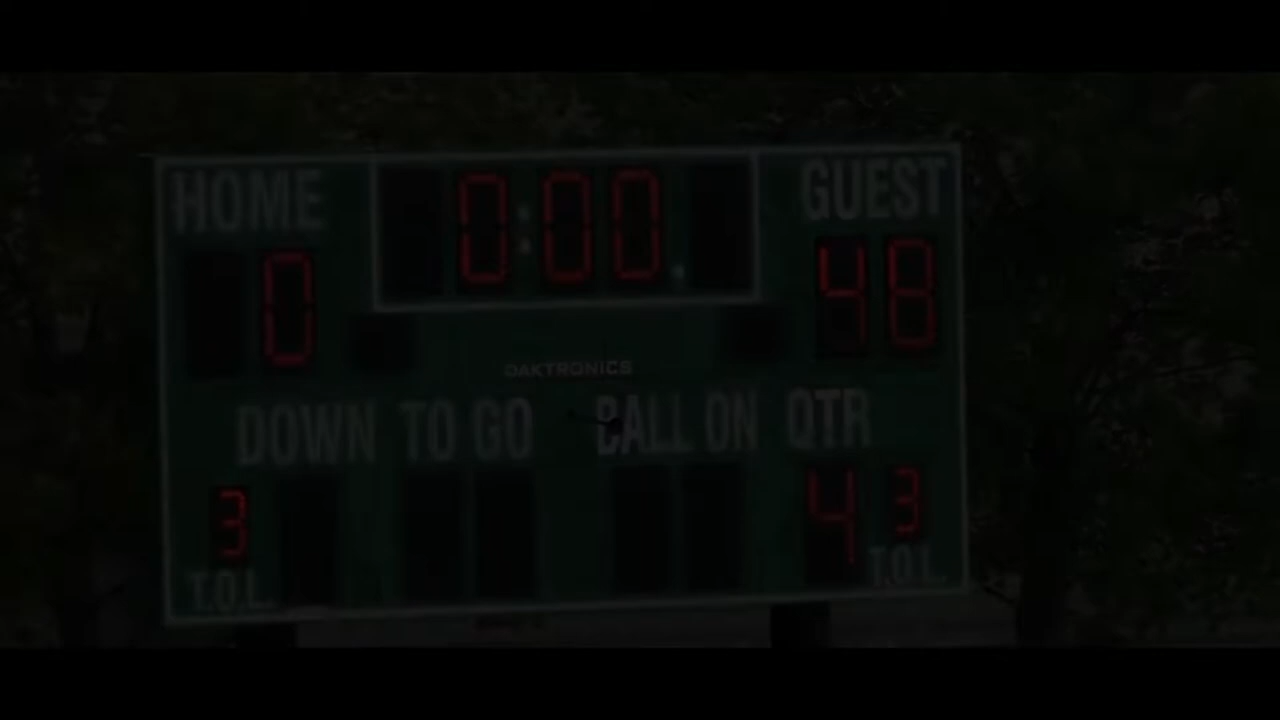 HOME 0:00. GUEST
0 48
DAKTRONICS
DOWN TO GO BALL ON QTR
3 4 3
T.O.L. T.O.L.